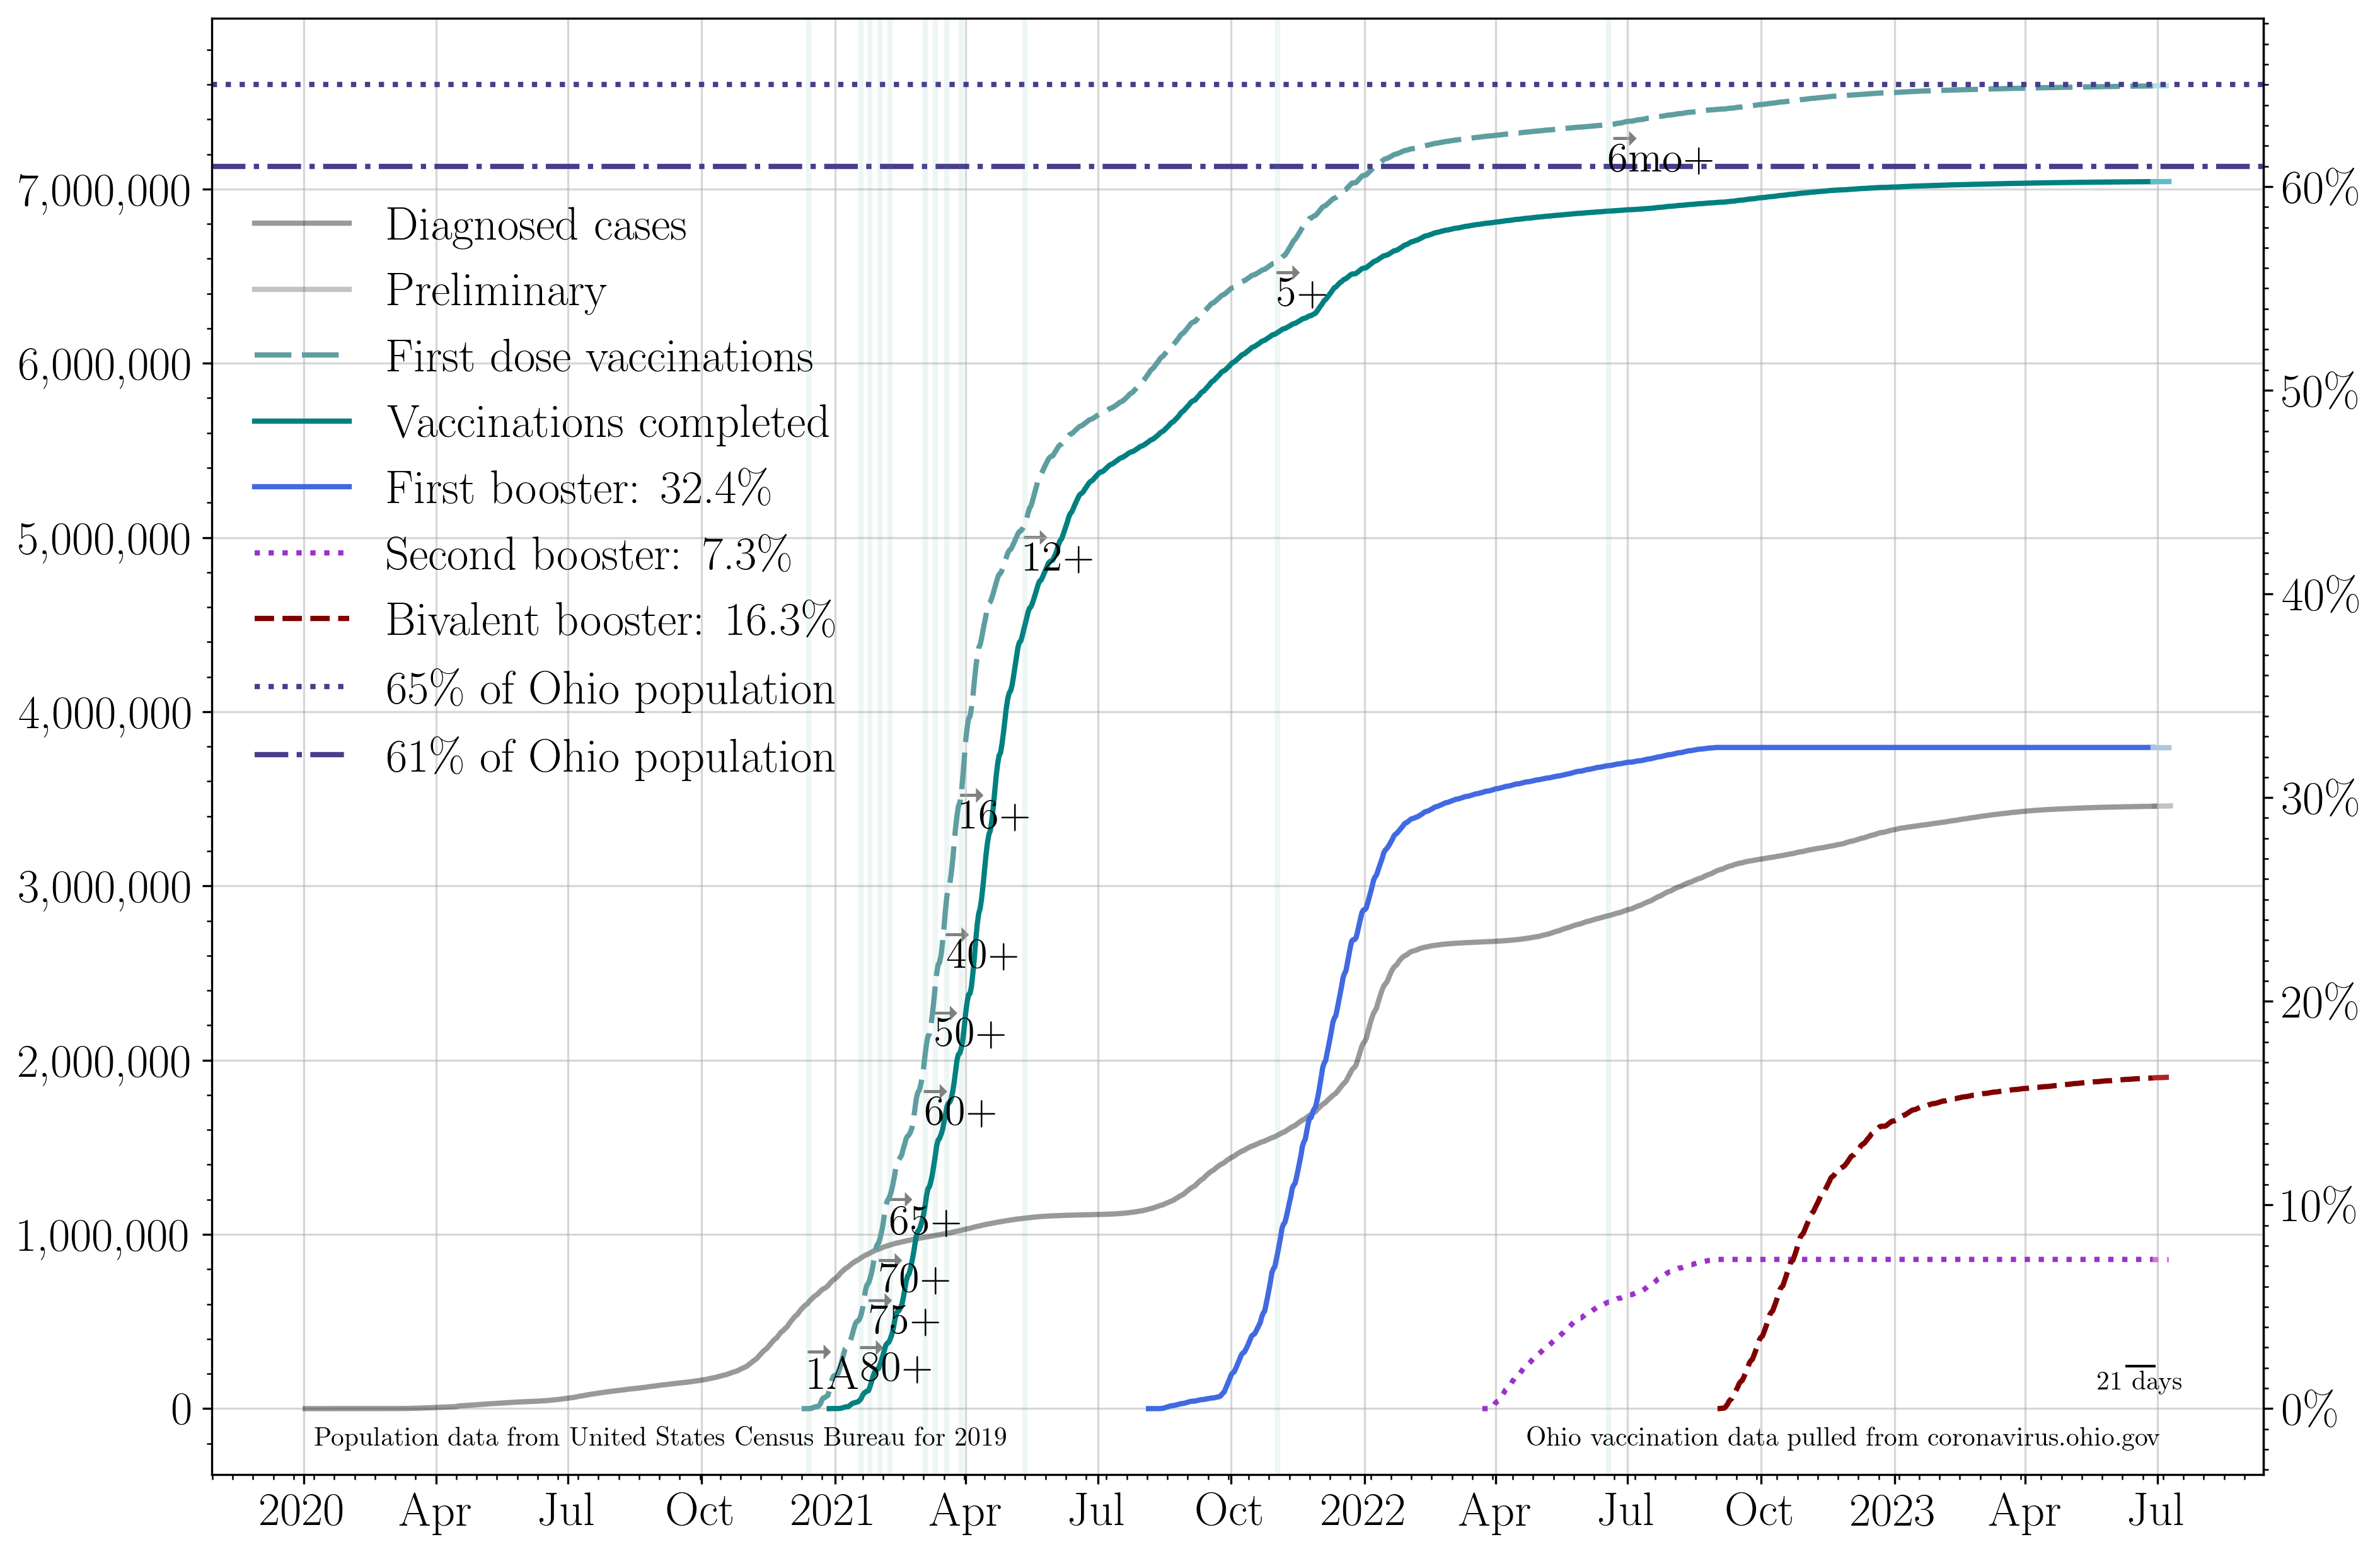 7,000,000
6,000,000
5,000,000
4,000,000
3,000,000
2,000,000
1,000,000
0
Diagnosed cases
Preliminary
First dose vaccinations
Vaccinations completed
First booster: 32.4%
Second booster: 7.3%
Bivalent booster: 16.3%
65% of Ohio population
61% of Ohio population
6mo+
5+
12+
16+
40+
50+
60+
65+
70+
75+
80+
1A
21 days
60%
50%
40%
30%
20%
10%
0%
Population data from United States Census Bureau for 2019
Ohio vaccination data pulled from coronavirus.ohio.gov
2020 Apr Jul Oct 2021 Apr Jul Oct 2022 Apr Jul Oct 2023 Apr Jul